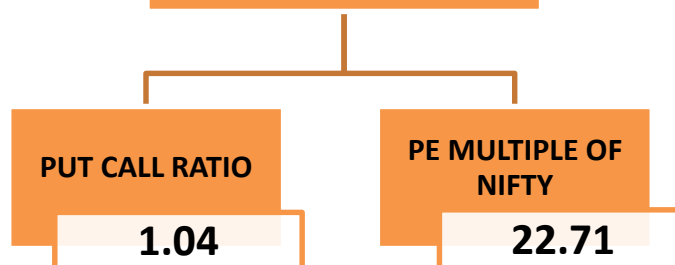 PUT CALL RATIO
1.04
PE MULTIPLE OF
NIFTY
22.71